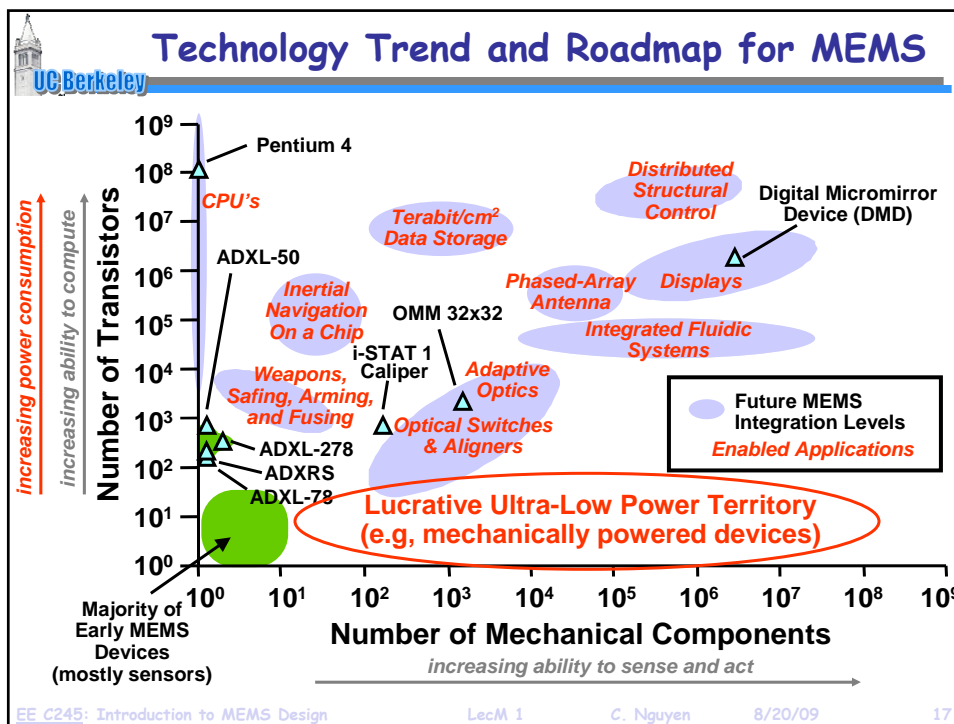 Technology Trend and Roadmap for MEMS
UC Berkeley
10⁹
10⁸
10⁷
10⁶
10⁵
10⁴
10³
10²
10¹
10⁰
Number of Transistors
increasing ability to compute
increasing power consumption
Pentium 4
CPU's
ADXL-50
Inertial
Navigation
On a Chip
Terabit/cm²
Data Storage
Distributed
Structural
Control
Digital Micromirror
Device (DMD)
Phased-Array
Antenna
Displays
OMM 32x32
Integrated Fluidic
Systems
i-STAT 1
Caliper
Weapons,
Safing, Arming,
and Fusing
Adaptive
Optics
Optical Switches
& Aligners
ADXL-278
ADXRS
ADXL-78
Future MEMS
Integration Levels
Enabled Applications
Lucrative Ultra-Low Power Territory
(e.g, mechanically powered devices)
10⁰ 10¹ 10² 10³ 10⁴ 10⁵ 10⁶ 10⁷ 10⁸ 10⁹
Majority of
Early MEMS
Devices
(mostly sensors)
Number of Mechanical Components
increasing ability to sense and act
EE C245: Introduction to MEMS Design LecM 1 C. Nguyen 8/20/09 17